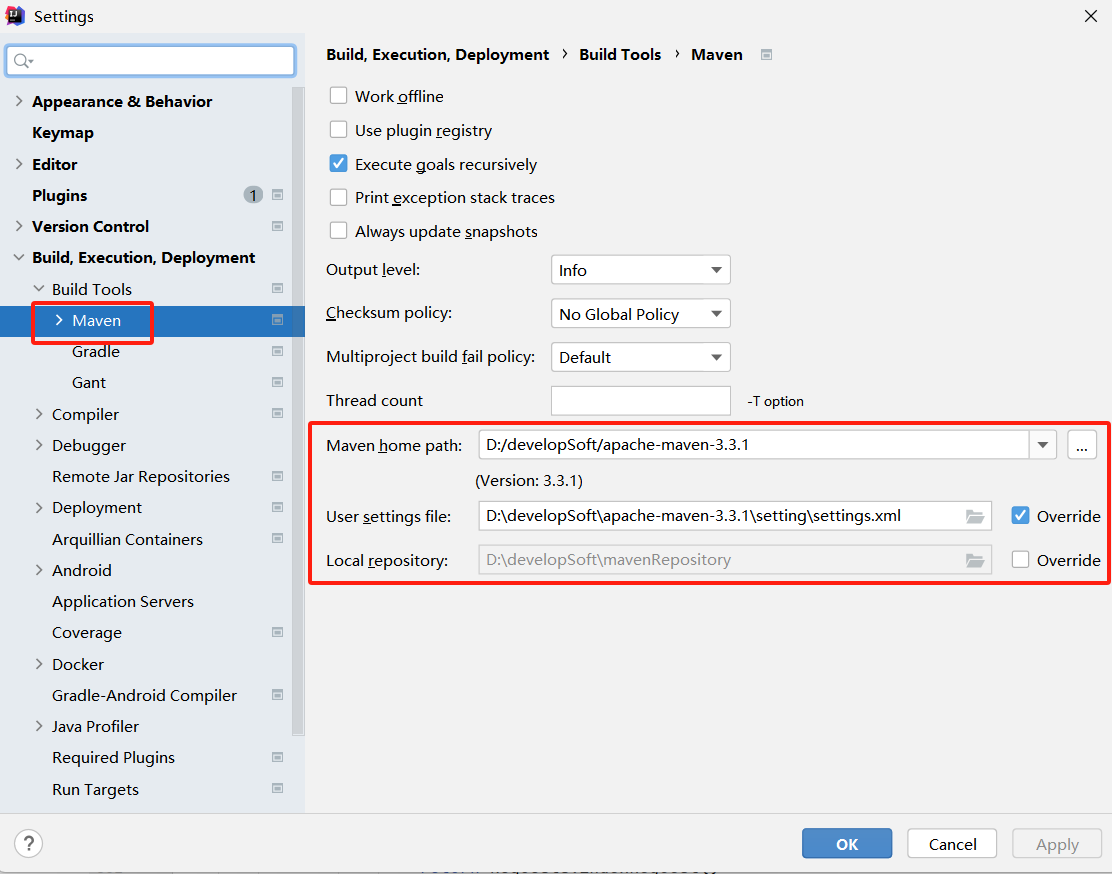 Settings
Build, Execution, Deployment › Build Tools › Maven
Appearance & Behavior
Keymap
Editor
Plugins 1
Version Control
Build, Execution, Deployment
Build Tools
Maven
Gradle
Gant
Compiler
Debugger
Remote Jar Repositories
Deployment
Arquillian Containers
Android
Application Servers
Coverage
Docker
Gradle-Android Compiler
Java Profiler
Required Plugins
Run Targets
Work offline
Use plugin registry
Execute goals recursively
Print exception stack traces
Always update snapshots
Output level: Info
Checksum policy: No Global Policy
Multiproject build fail policy: Default
Thread count -T option
Maven home path: D:/developSoft/apache-maven-3.3.1 ...
(Version: 3.3.1)
User settings file: D:\developSoft\apache-maven-3.3.1\setting\settings.xml Override
Local repository: D:\developSoft\mavenRepository Override
? OK Cancel Apply